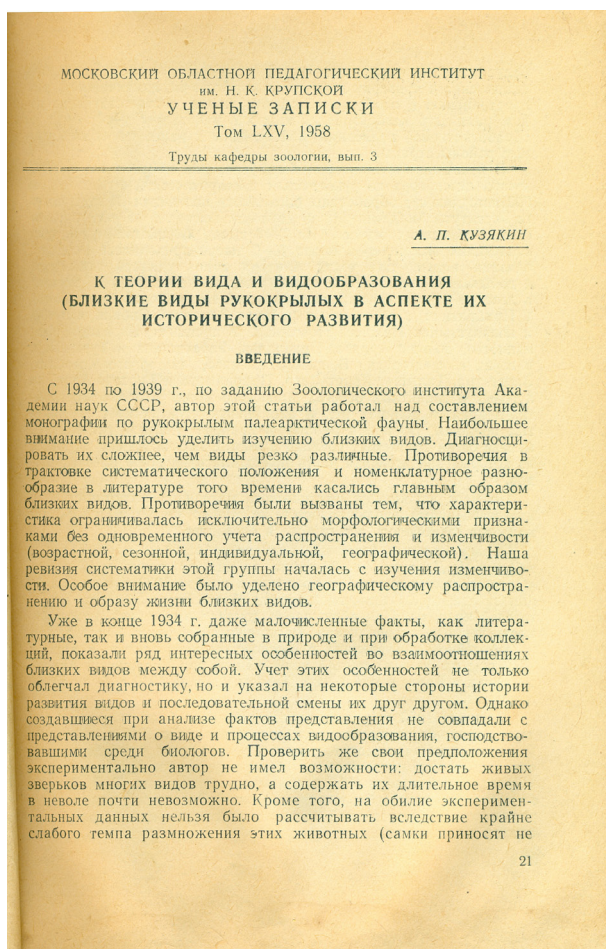 МОСКОВСКИЙ ОБЛАСТНОЙ ПЕДАГОГИЧЕСКИЙ ИНСТИТУТ
им. Н. К. КРУПСКОЙ
УЧЕНЫЕ ЗАПИСКИ
Том LXV, 1958
Труды кафедры зоологии, вып. 3
А. П. КУЗЯКИН
К ТЕОРИИ ВИДА И ВИДООБРАЗОВАНИЯ
(БЛИЗКИЕ ВИДЫ РУКОКРЫЛЫХ В АСПЕКТЕ ИХ
ИСТОРИЧЕСКОГО РАЗВИТИЯ)
ВВЕДЕНИЕ
С 1934 по 1939 г., по заданию Зоологического института Ака-
демии наук СССР, автор этой статьи работал над составлением
монографии по рукокрылым палеарктической фауны. Наибольшее
внимание пришлось уделить изучению близких видов. Диагносци-
ровать их сложнее, чем виды резко различные. Противоречия в
трактовке систематического положения и номенклатурное разно-
образие в литературе того времени касались главным образом
близких видов. Противоречия были вызваны тем, что характери-
стика ограничивалась исключительно морфологическими призна-
ками без одновременного учета распространения и изменчивости
(возрастной, сезонной, индивидуальной, географической). Наша
ревизия систематики этой группы началась с изучения изменчиво-
сти. Особое внимание было уделено географическому распростра-
нению и образу жизни близких видов.
Уже в конце 1934 г. даже малочисленные факты, как литера-
турные, так и вновь собранные в природе и при обработке коллек-
ций, показали ряд интересных особенностей во взаимоотношениях
близких видов между собой. Учет этих особенностей не только
облегчал диагностику, но и указал на некоторые стороны истории
развития видов и последовательной смены их друг другом. Однако
создавшиеся при анализе фактов представления не совпадали с
представлениями о виде и процессах видообразования, господство-
вавшими среди биологов. Проверить же свои предположения
экспериментально автор не имел возможности: достать живых
зверьков многих видов трудно, а содержать их длительное время
в неволе почти невозможно. Кроме того, на обилие эксперимен-
тальных данных нельзя было рассчитывать вследствие крайне
слабого темпа размножения этих животных (самки приносят не
21